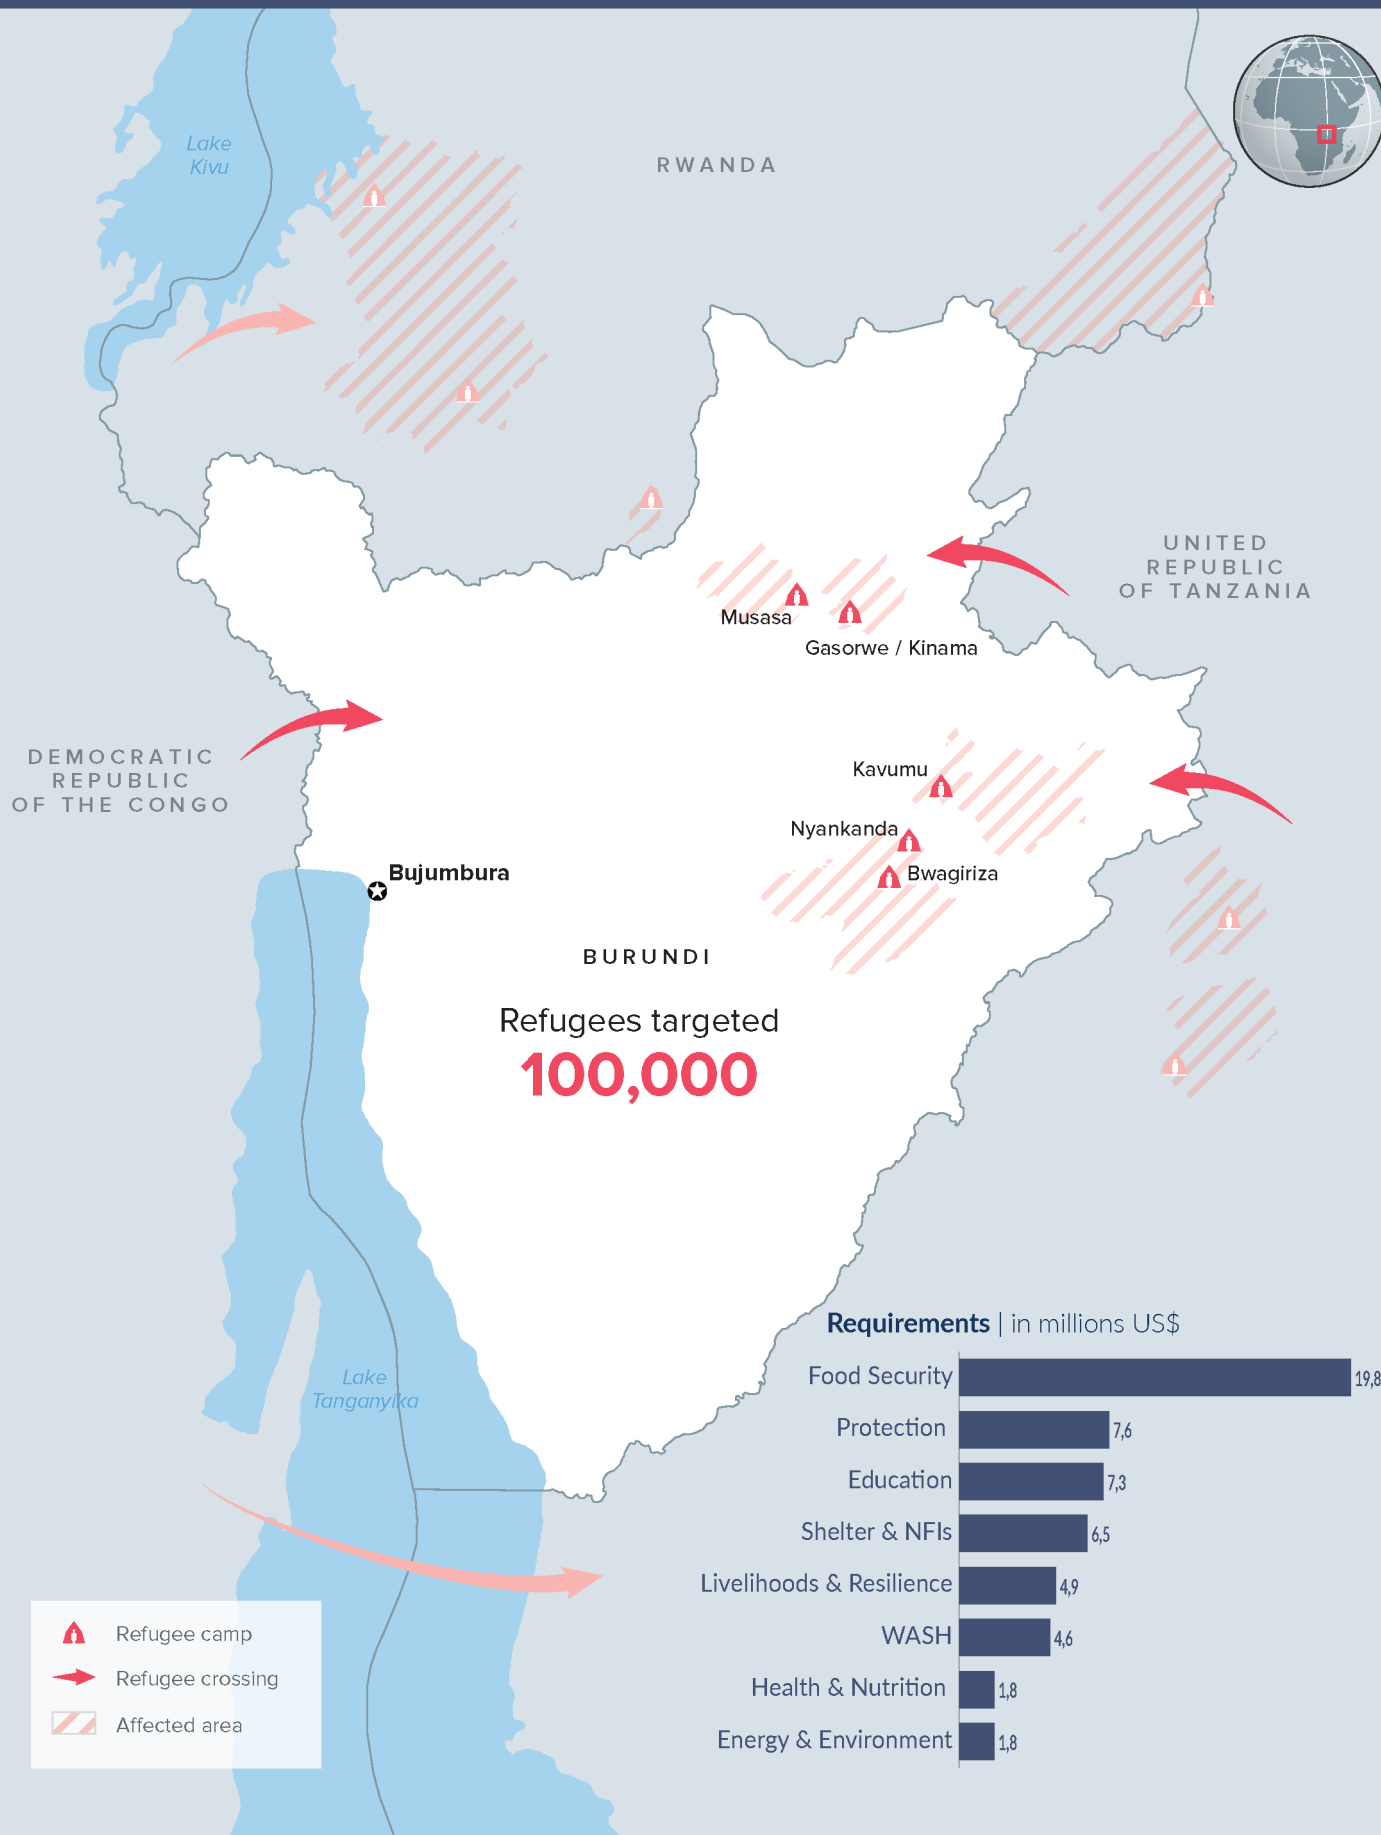 Lake
Kivu
RWANDA
UNITED
REPUBLIC
OF TANZANIA
Musasa
Gasorwe / Kinama
DEMOCRATIC
REPUBLIC
OF THE CONGO
Kavumu
Nyankanda
Bwagiriza
Bujumbura
BURUNDI
Refugees targeted
100,000
Lake
Tanganyika
Requirements | in millions US$
Food Security 19,8
Protection 7,6
Education 7,3
Shelter & NFIs 6,5
Livelihoods & Resilience 4,9
WASH 4,6
Health & Nutrition 1,8
Energy & Environment 1,8
Refugee camp
Refugee crossing
Affected area